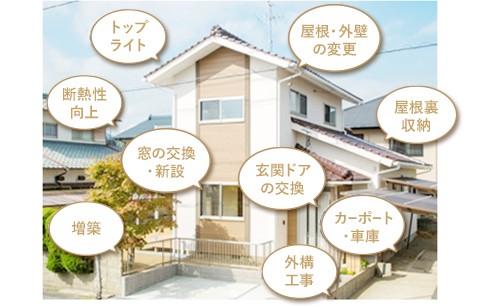 トップ
ライト
屋根・外壁
の変更
断熱性
向上
屋根裏
収納
窓の交換
・新設
玄関ドア
の交換
増築
カーポート
・車庫
外構
工事